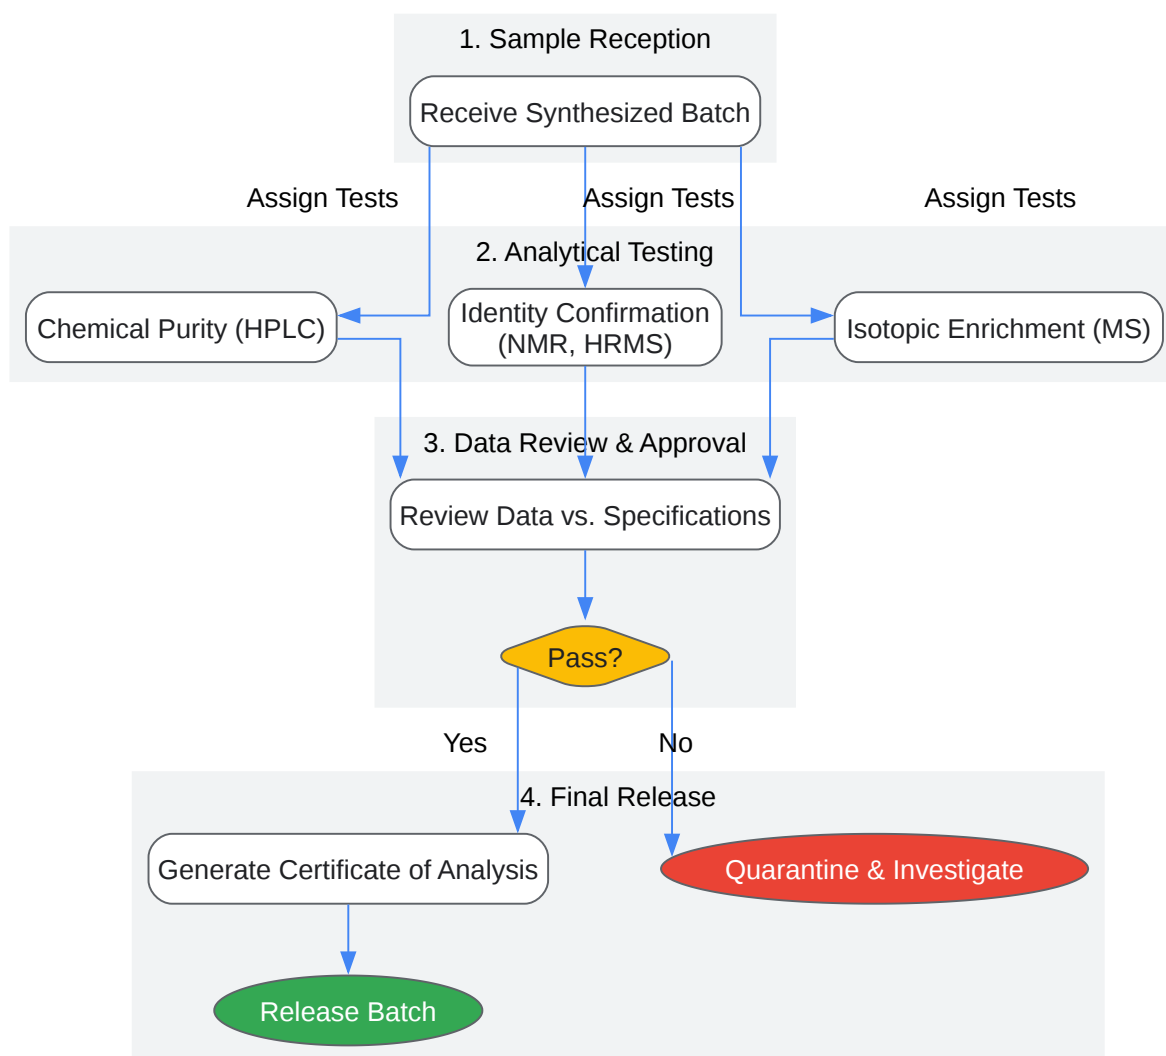 1. Sample Reception
Receive Synthesized Batch
Assign Tests
Assign Tests
Assign Tests
2. Analytical Testing
Chemical Purity (HPLC)
Identity Confirmation
(NMR, HRMS)
Isotopic Enrichment (MS)
3. Data Review & Approval
Review Data vs. Specifications
Pass?
Yes
No
4. Final Release
Generate Certificate of Analysis
Quarantine & Investigate
Release Batch